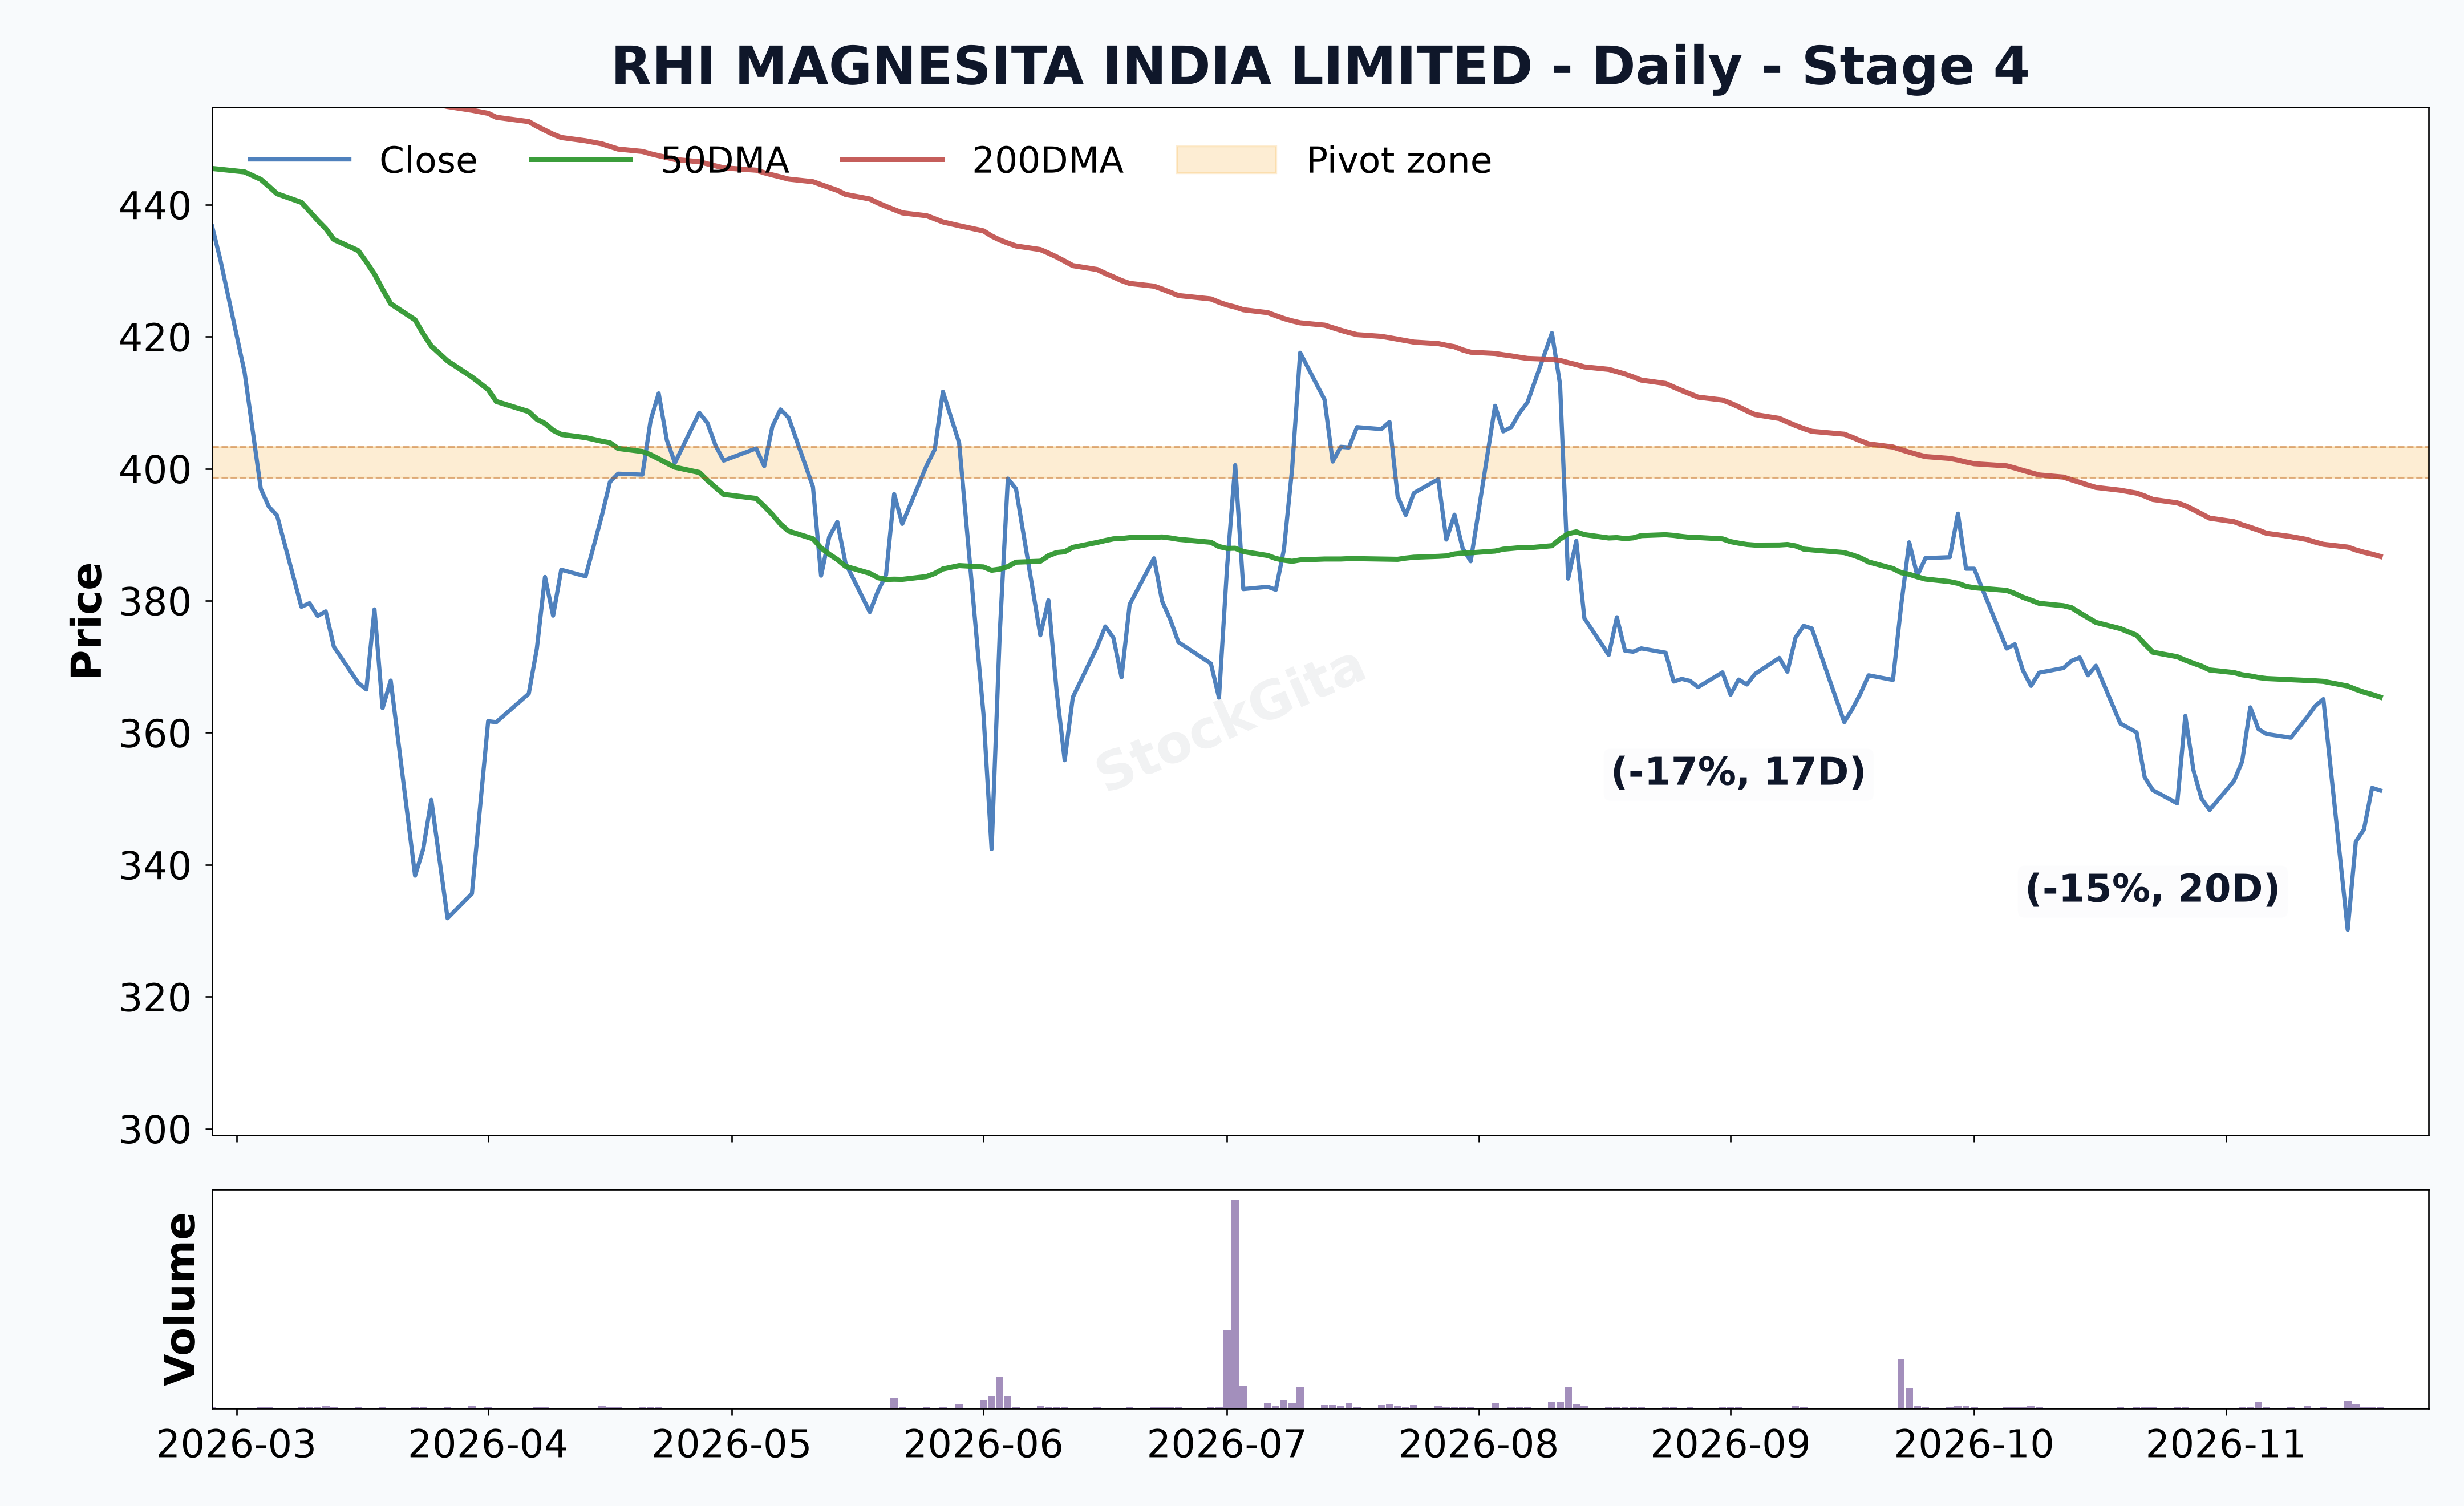 RHI MAGNESITA INDIA LIMITED - Daily - Stage 4
Close 50DMA 200DMA Pivot zone
440
420
400
380
360
340
320
300
Price
StockGita
(-17%, 17D)
(-15%, 20D)
Volume
2026-03 2026-04 2026-05 2026-06 2026-07 2026-08 2026-09 2026-10 2026-11